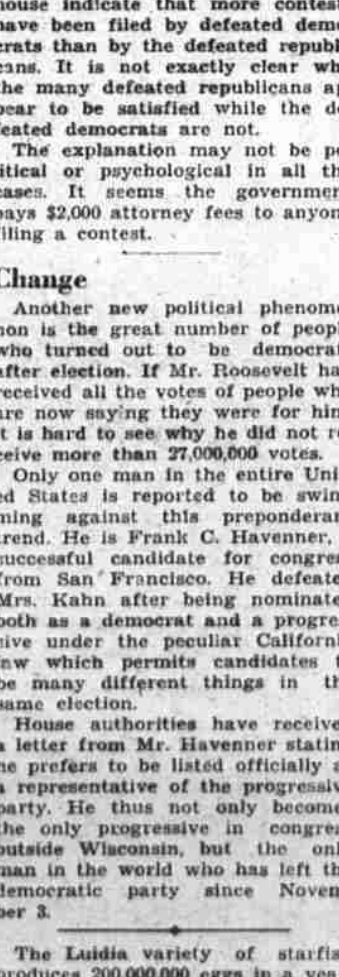 house indicate that more contest
have been filed by defeated demo
crats than by the defeated republ
cans. It is not exactly clear wh
the many defeated republicans ap
pear to be satisfied while the de
feated democrats are not.
The explanation may not be po
litical or psychological in all th
cases. It seems the governmen
pays $2,000 attorney fees to anyon
filing a contest.
Change
Another new political phenome
non is the great number of peopl
who turned out to be democrat
after election. If Mr. Roosevelt ha
received all the votes of people wh
are now saying they were for him
it is hard to see why he did not re
ceive more than 27,000,000 votes.
Only one man in the entire Unit
ed States is reported to be swim
ming against this preponderan
trend. He is Frank C. Havenner,
successful candidate for congres
from San Francisco. He defeate
Mrs. Kahn after being nominate
both as a democrat and a progres
sive under the peculiar Californi
law which permits candidates t
be many different things in th
same election.
House authorities have receive
a letter from Mr. Havenner statin
he prefers to be listed officially a
a representative of the progressiv
party. He thus not only become
the only progressive in congres
outside Wisconsin, but the onl
man in the world who has left th
democratic party since Novem
ber 3.
The Luidia variety of starfis
produces 200,000,000 eggs in a yea